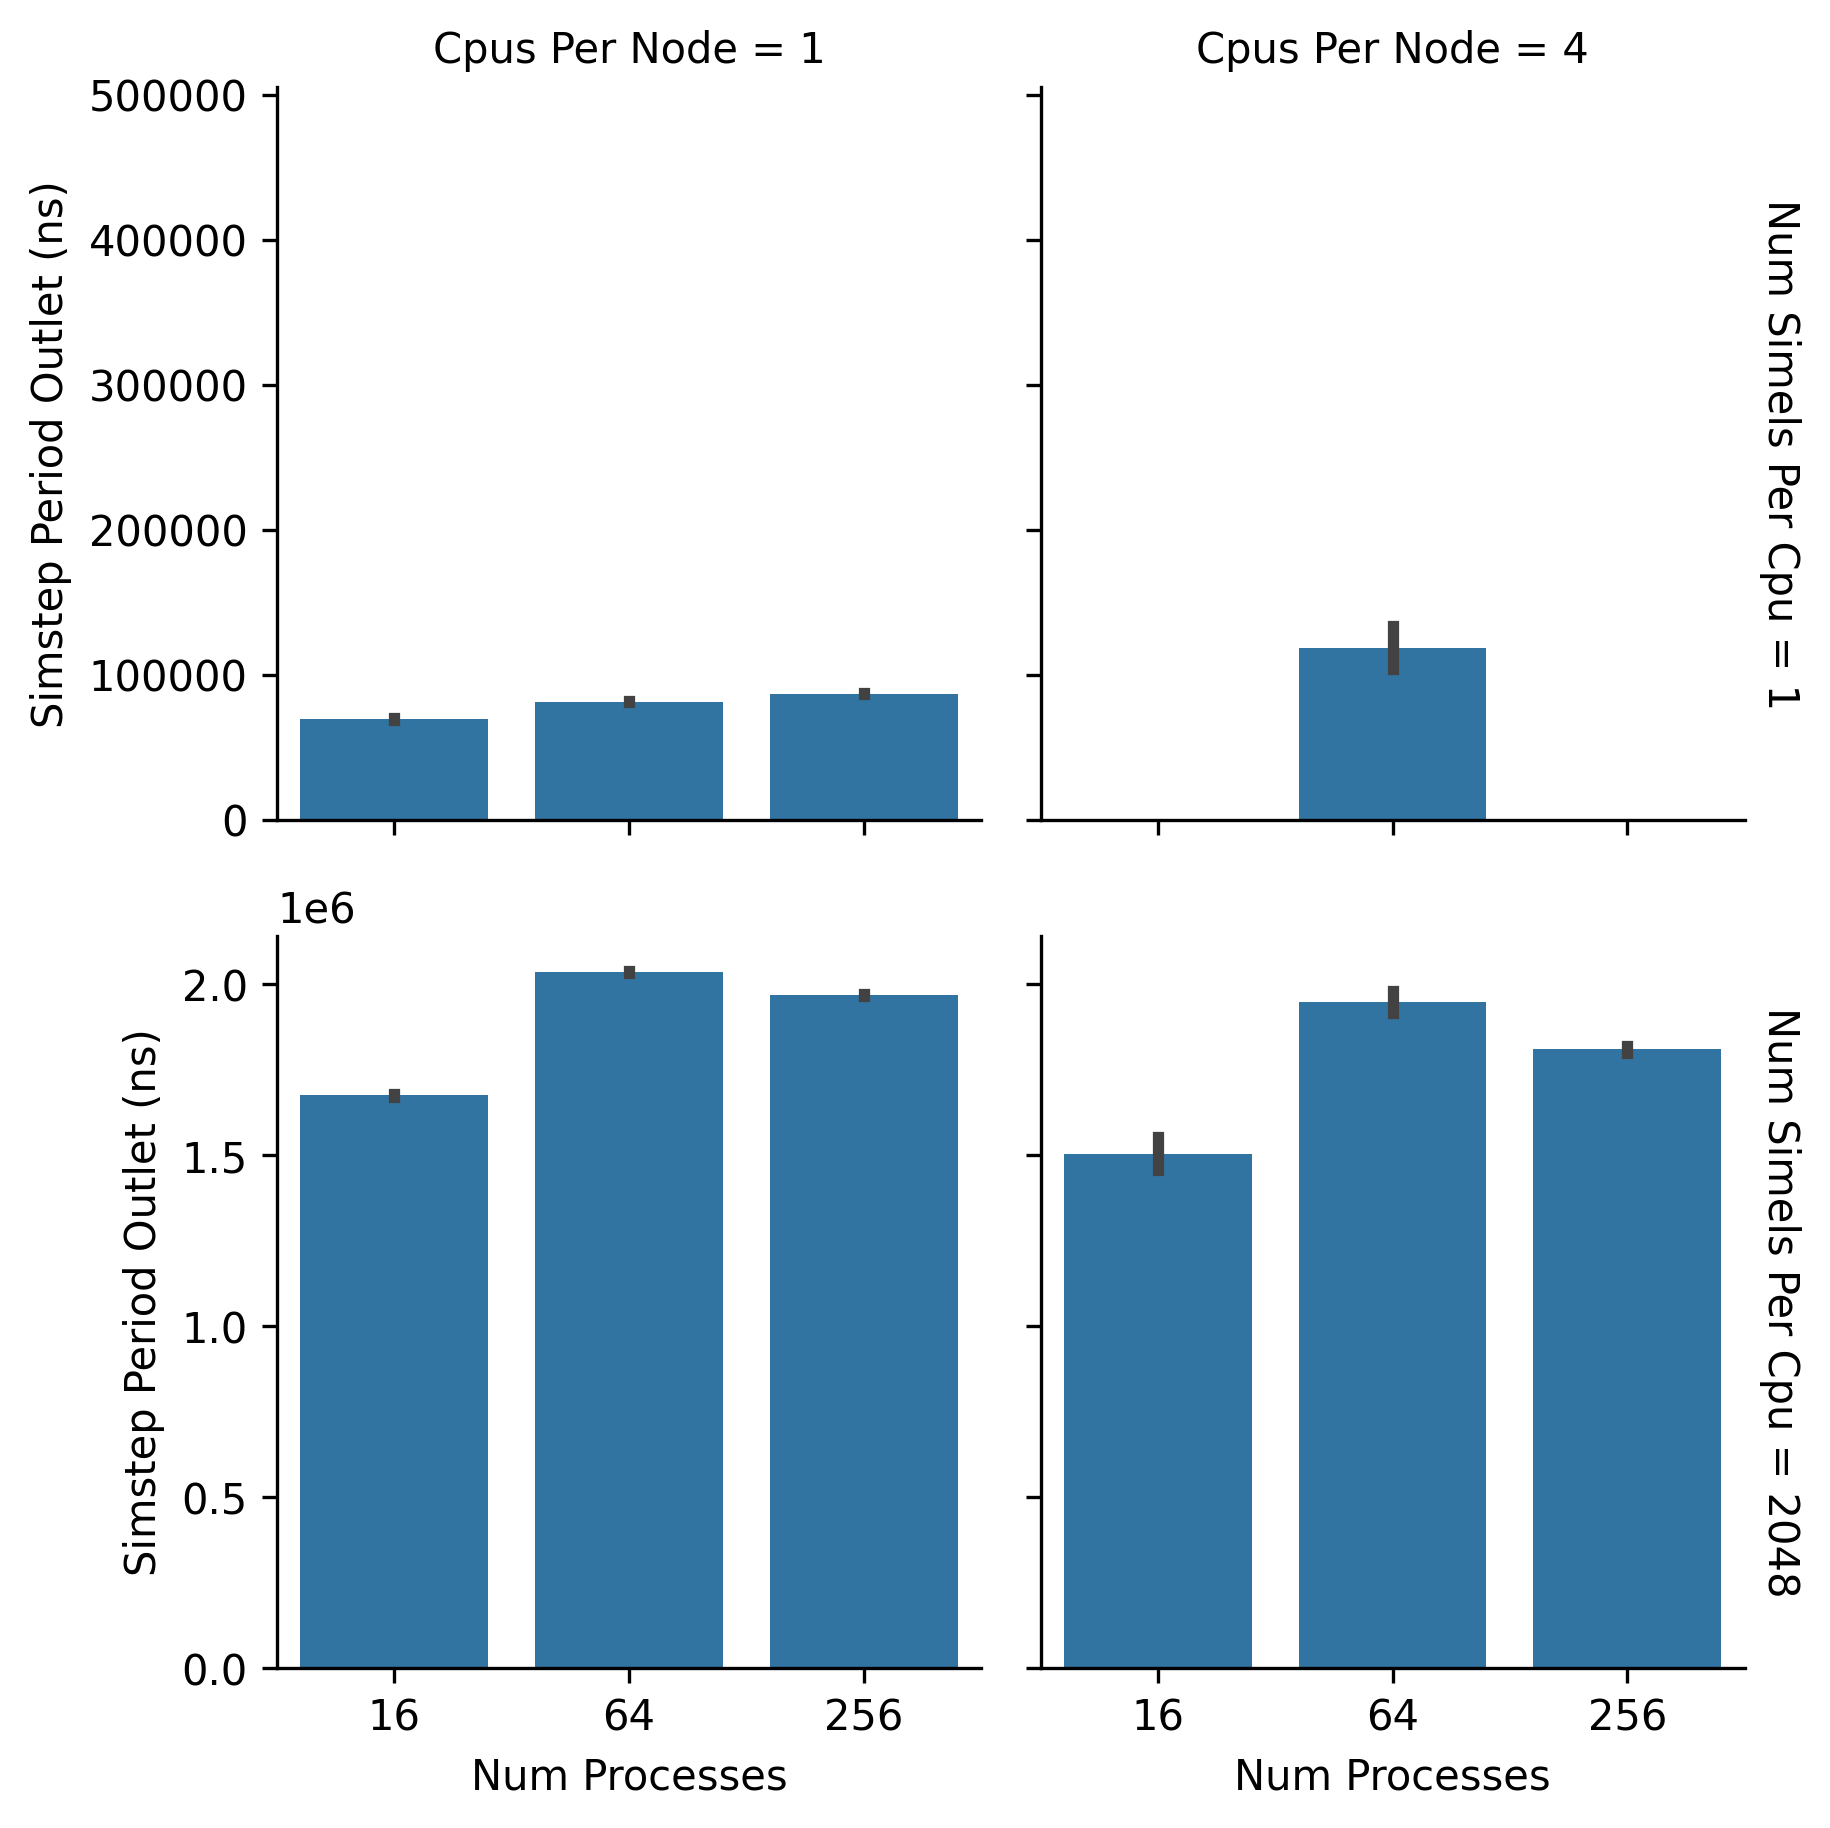 Cpus Per Node = 1
Cpus Per Node = 4
Simstep Period Outlet (ns)
500000
400000
300000
200000
100000
0
Num Simels Per Cpu = 1
1e6
Simstep Period Outlet (ns)
2.0
1.5
1.0
0.5
0.0
Num Simels Per Cpu = 2048
16 64 256
16 64 256
Num Processes
Num Processes